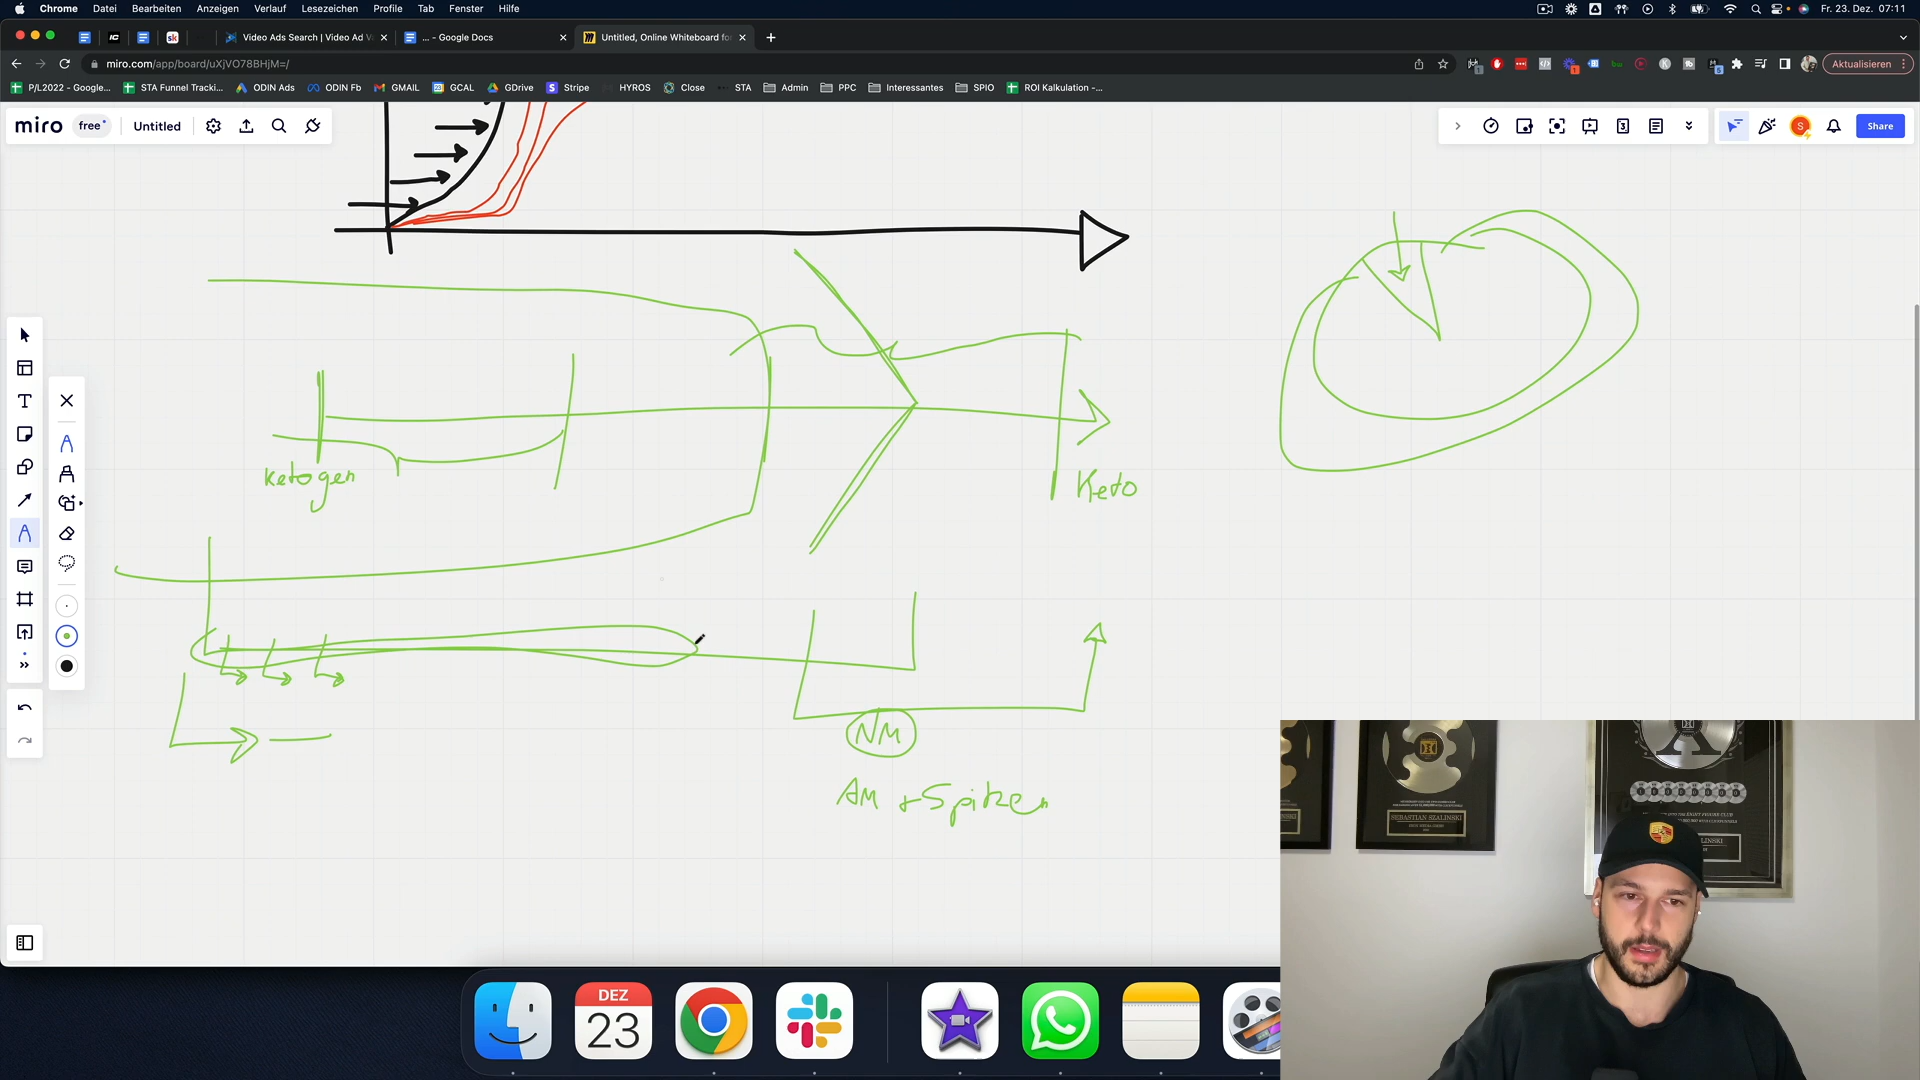 Chrome Datei Bearbeiten Anzeigen Verlauf Lesezeichen Profile Tab Fenster Hilfe
Fr. 23. Dez. 07:11
Video Ads Search | Video Ad V
... - Google Docs
Untitled, Online Whiteboard fo
miro.com/app/board/uXjVO78BHjM=/
Aktualisieren
P/L2022 - Google... STA Funnel Tracki... ODIN Ads ODIN Fb GMAIL GCAL GDrive Stripe HYROS Close STA Admin PPC Interessantes SPIO ROI Kalkulation -...
miro free Untitled
S
Share
Ketogen
Keto
NM
AM + Spitzen
SEBASTIAN SZALINSKI
DEZ
23